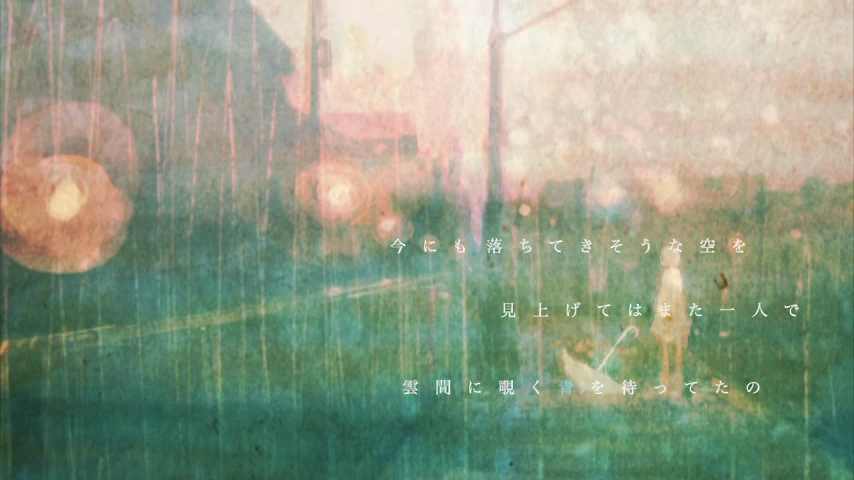 今にも落ちてきそうな空を
見上げてはまた一人で
雲間に覗く青を待ってたの